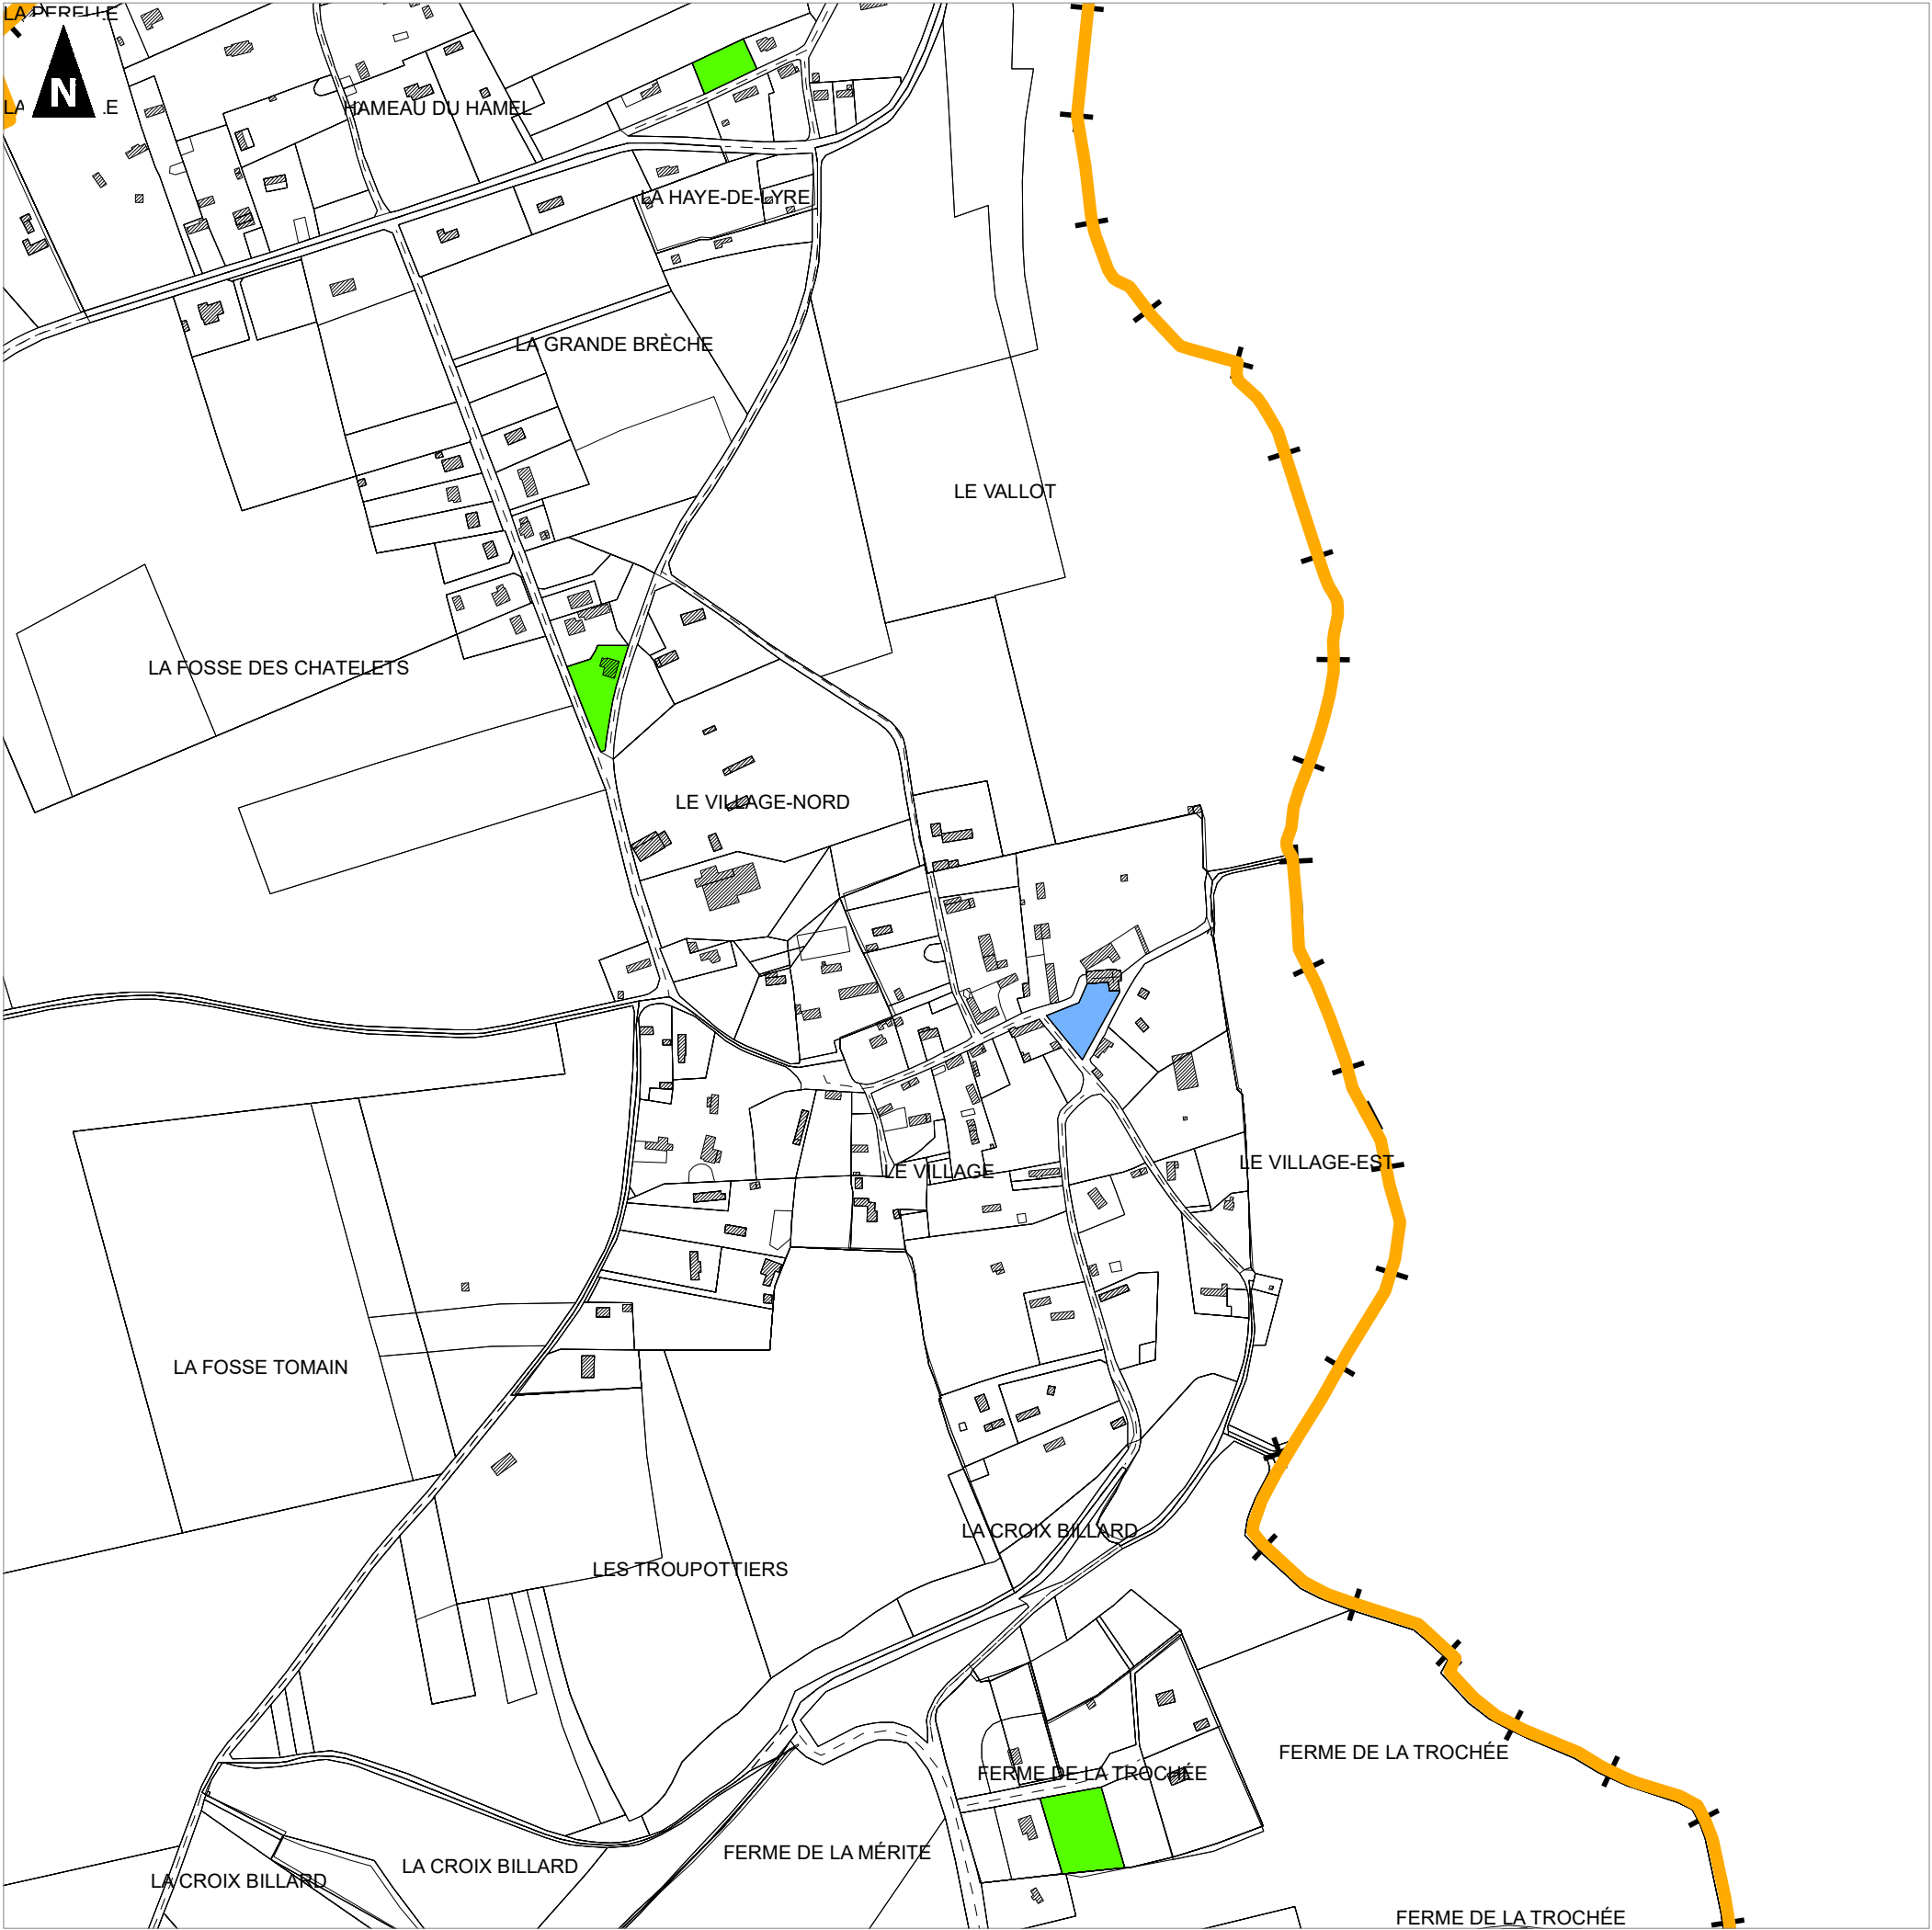 LA PERELLE
N
HAMEAU DU HAMEL
LA HAYE-DE-LYRE
LA GRANDE BRÈCHE
LE VALLOT
LA FOSSE DES CHATELETS
LE VILLAGE-NORD
LE VILLAGE-EST
LE VILLAGE
LA FOSSE TOMAIN
LA CROIX BILLARD
LES TROUPOTTIERS
FERME DE LA TROCHÉE
FERME DE LA TROCHÉE
FERME DE LA MÉRITE
LA CROIX BILLARD
LA CROIX BILLARD
FERME DE LA TROCHÉE